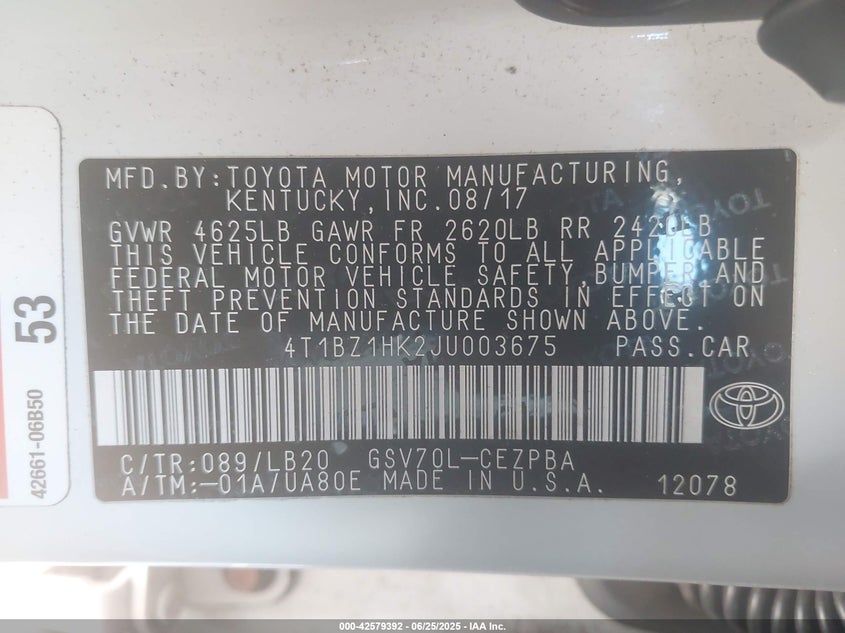 MFD.BY:TOYOTA MOTOR MANUFACTURING,
KENTUCKY,INC.08/17
GVWR 4625LB GAWR FR 2620LB RR 2420LB
THIS VEHICLE CONFORMS TO ALL APPLICABLE
FEDERAL MOTOR VEHICLE SAFETY,BUMPER AND
THEFT PREVENTION STANDARDS IN EFFECT ON
THE DATE OF MANUFACTURE SHOWN ABOVE.
4T1BZ1HK2JU003675 PASS.CAR
C/TR:089/LB20 GSV70L-CEZPBA
A/TM:-01A/UA80E MADE IN U.S.A. 12078
53
42661-06B50
TOYOTA
000-42579392 | 06/25/2025 - IAA Inc.